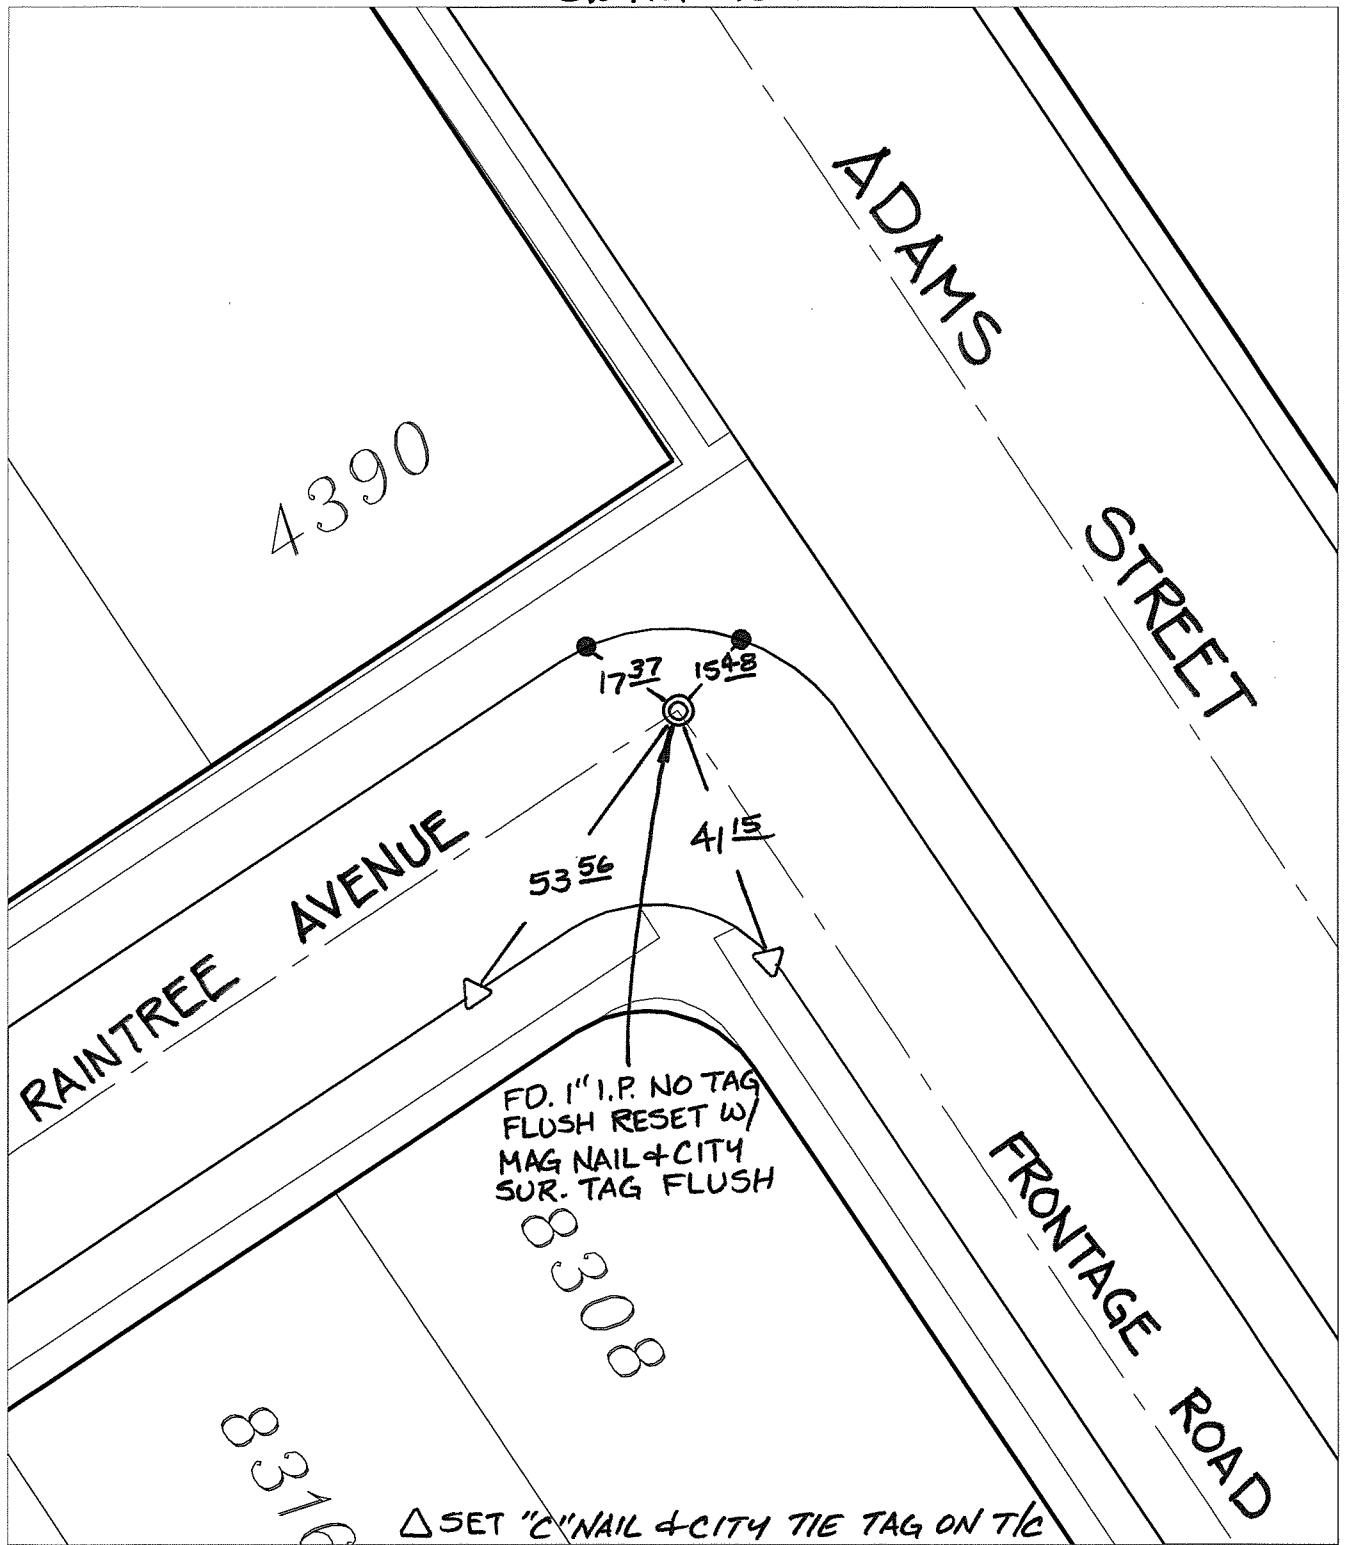 ADAMS
STREET
4390
17 37
15 48
41 15
53 56
RAINTREE AVENUE
FD. 1" I.P. NO TAG
FLUSH RESET W/
MAG NAIL & CITY
SUR. TAG FLUSH
FRONTAGE ROAD
8308
8316
△ SET "C" NAIL & CITY TIE TAG ON T/C